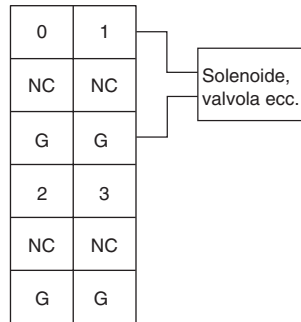 0 1
Solenoide,
valvola ecc.
NC NC
G G
2 3
NC NC
G G